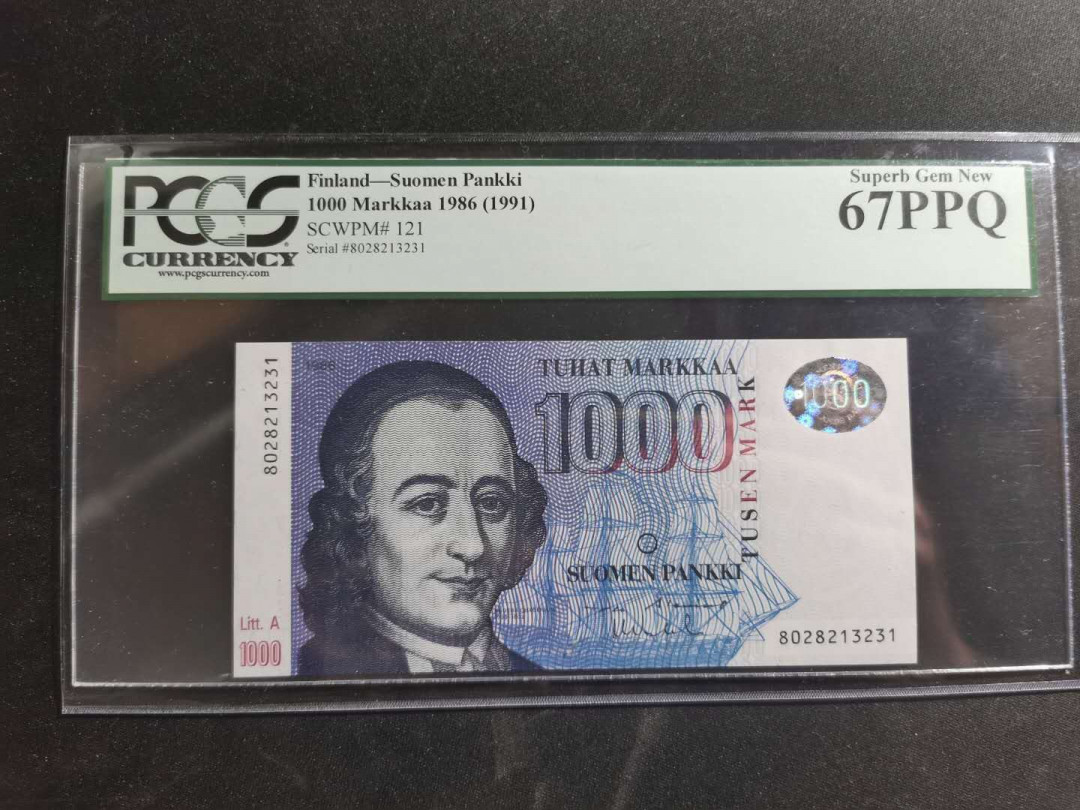 PCGS
CURRENCY
www.pcgscurrency.com
Finland—Suomen Pankki
1000 Markkaa 1986 (1991)
SCWPM# 121
Serial #8028213231
Superb Gem New
67PPQ
8028213231
1986
TUHAT MARKKAA
1000
TUSEN MARK
1000
SUOMEN PANKKI
Litt. A
1000
8028213231